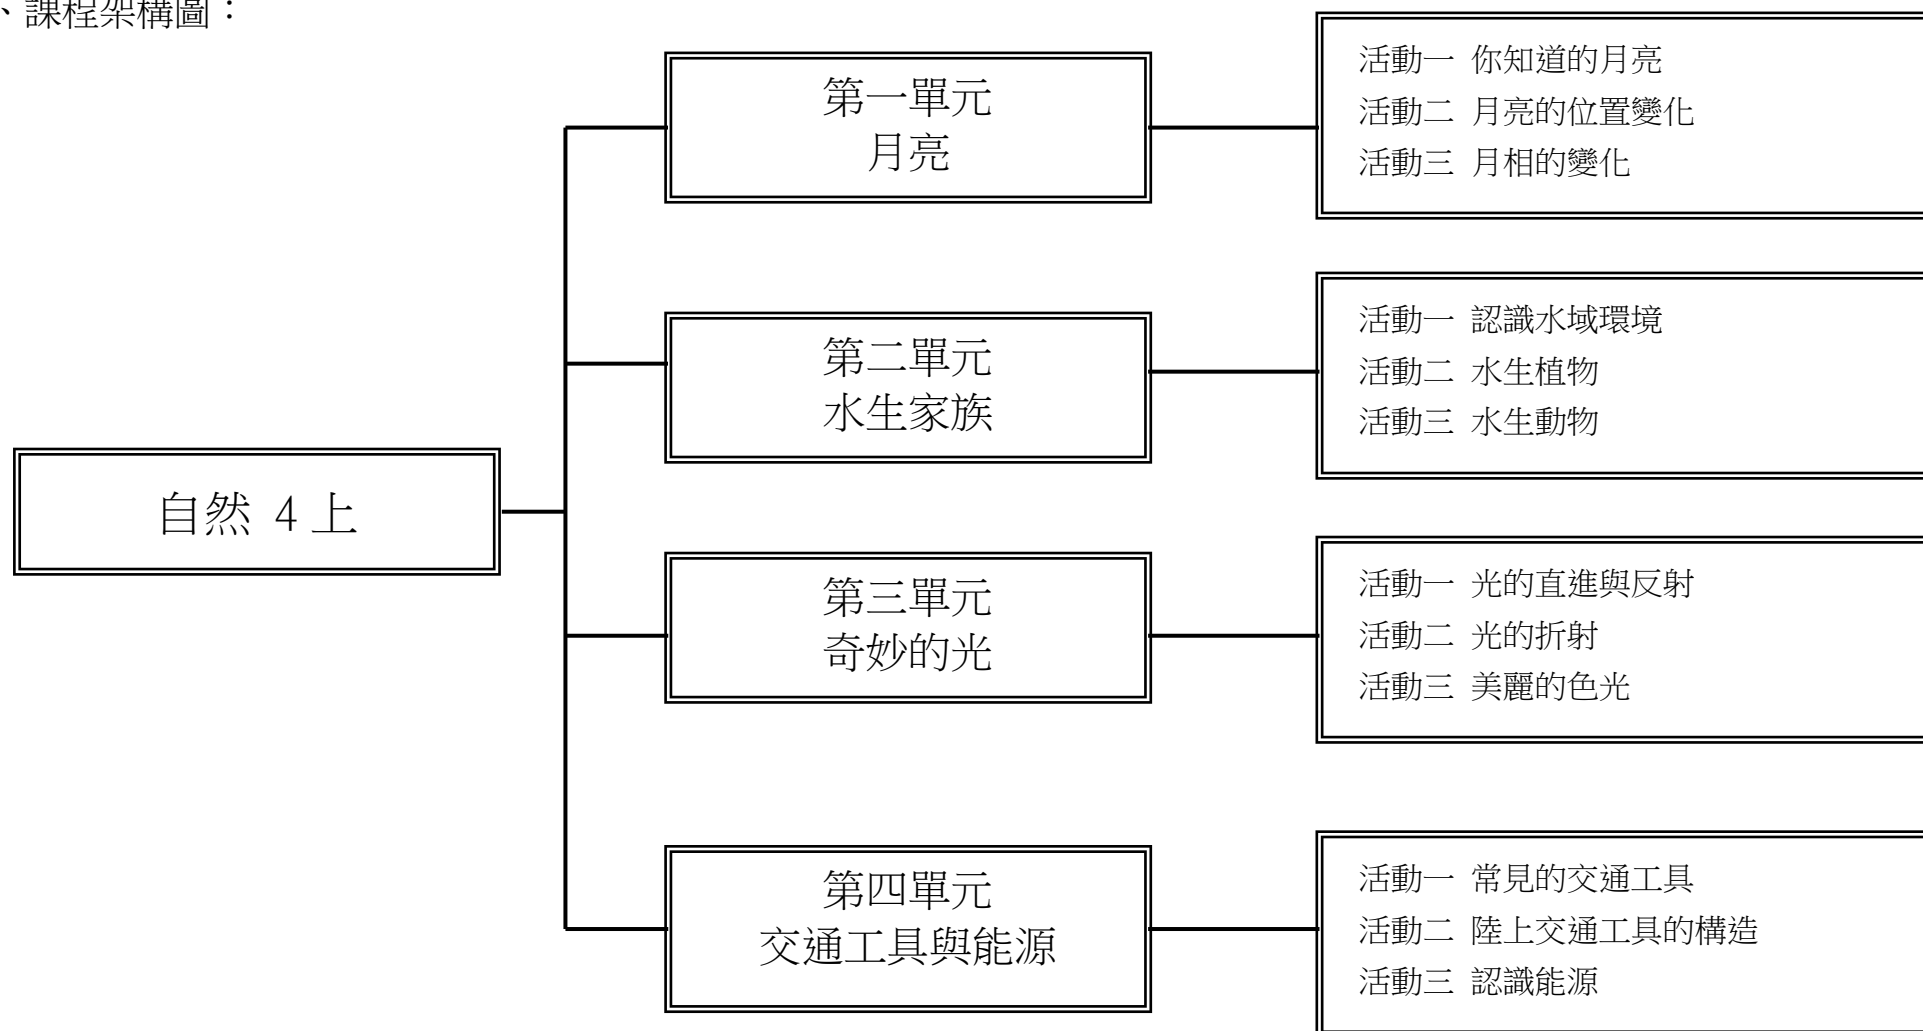 、課程架構圖：
自然 4上
第一單元
月亮
活動一 你知道的月亮
活動二 月亮的位置變化
活動三 月相的變化
第二單元
水生家族
活動一 認識水域環境
活動二 水生植物
活動三 水生動物
第三單元
奇妙的光
活動一 光的直進與反射
活動二 光的折射
活動三 美麗的色光
第四單元
交通工具與能源
活動一 常見的交通工具
活動二 陸上交通工具的構造
活動三 認識能源